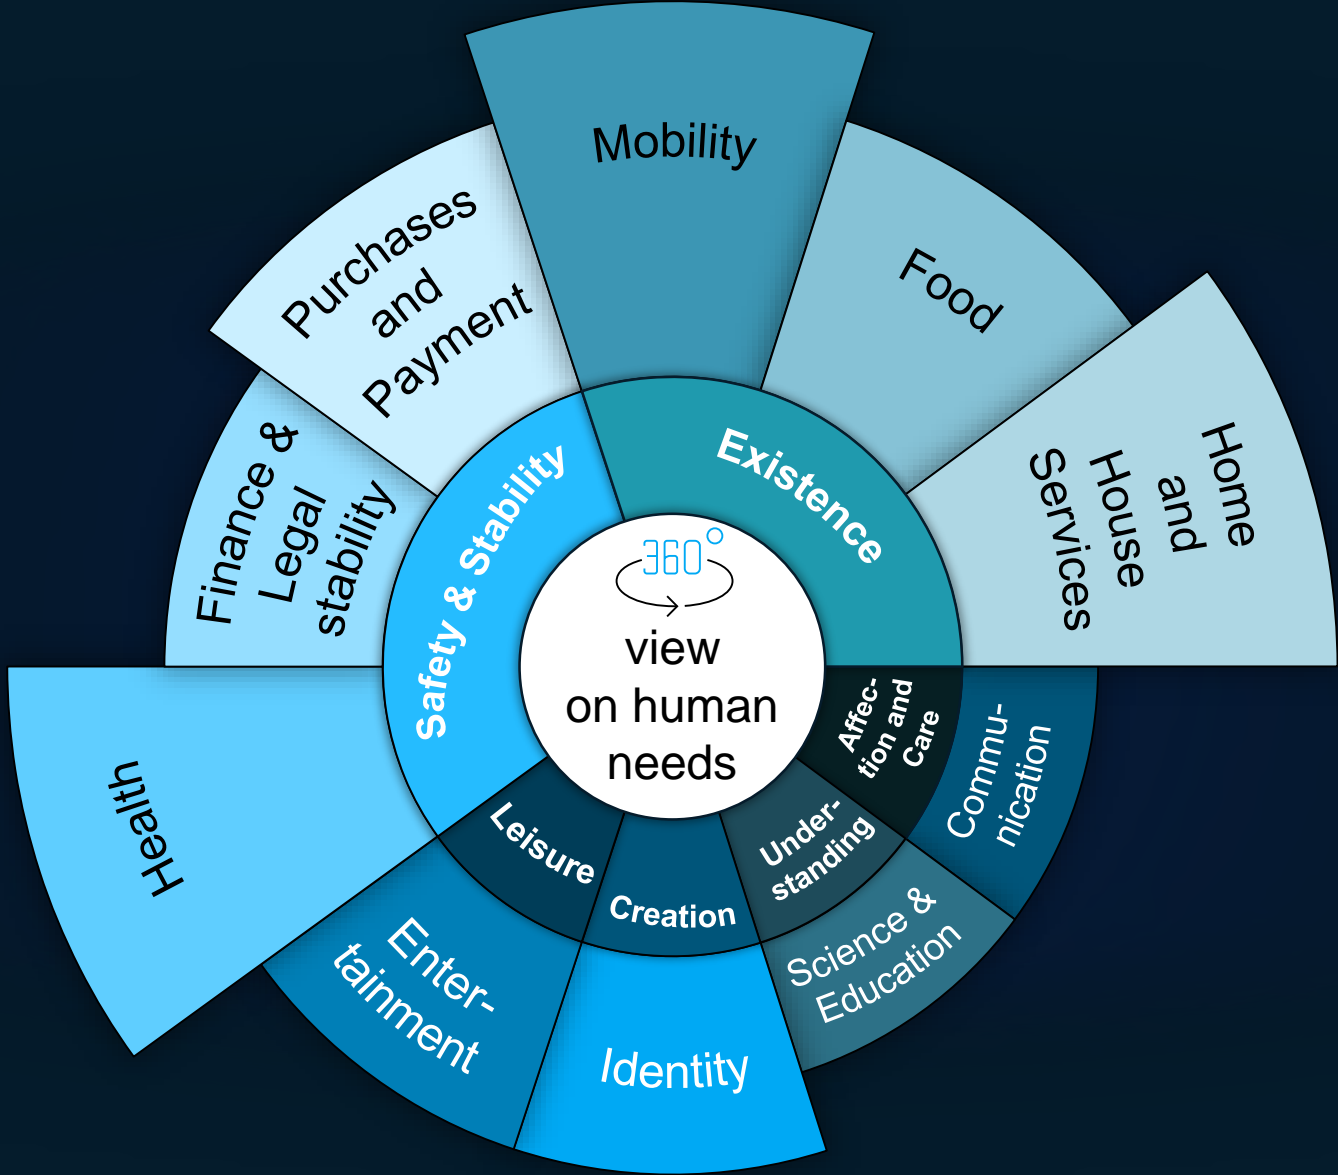 Mobility
Food
Home
and
House
Services
Commu-
nication
Science &
Education
Identity
Enter-
tainment
Health
Finance &
Legal
stability
Purchases
and
Payment
Existence
Affec-
tion and
Care
Under-
standing
Creation
Leisure
Safety & Stability
360°
view
on human
needs